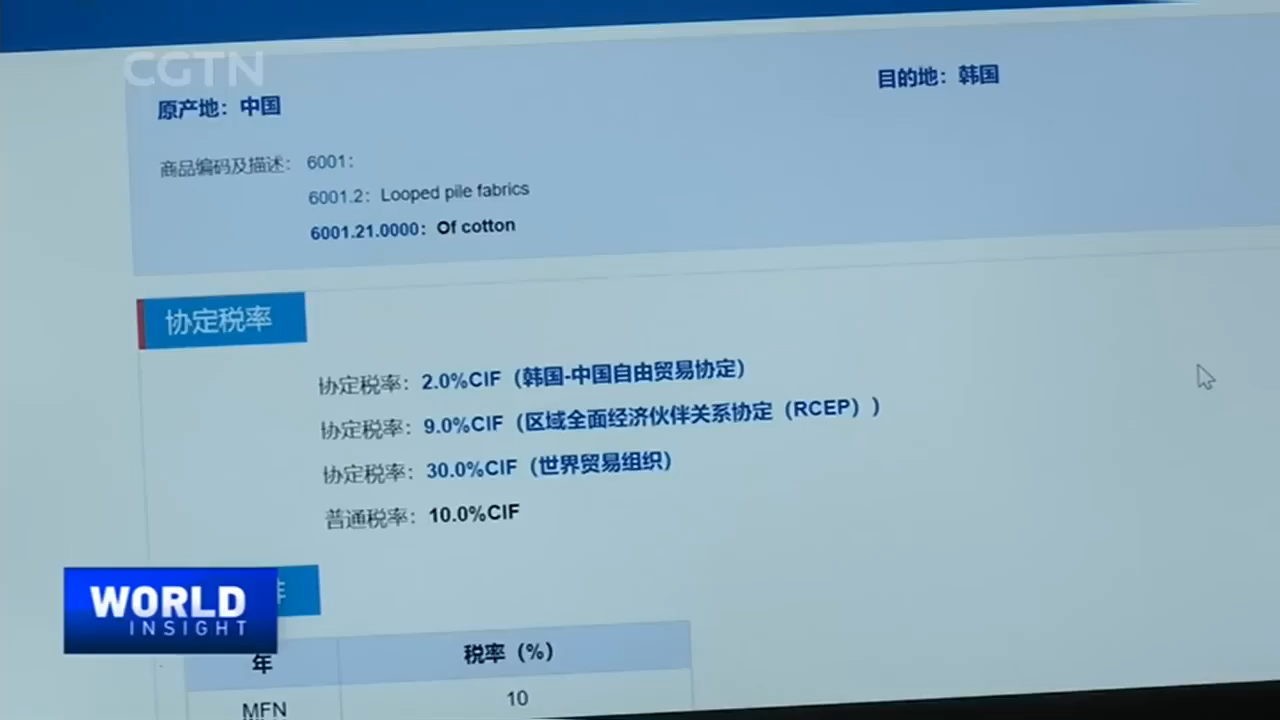 CGTN
原产地：中国
目的地：韩国
商品编码及描述： 6001：
6001.2：Looped pile fabrics
6001.21.0000：Of cotton
协定税率
协定税率：2.0%CIF（韩国-中国自由贸易协定）
协定税率：9.0%CIF（区域全面经济伙伴关系协定（RCEP））
协定税率：30.0%CIF（世界贸易组织）
普通税率：10.0%CIF
WORLD
INSIGHT
年 税率（%）
MFN 10